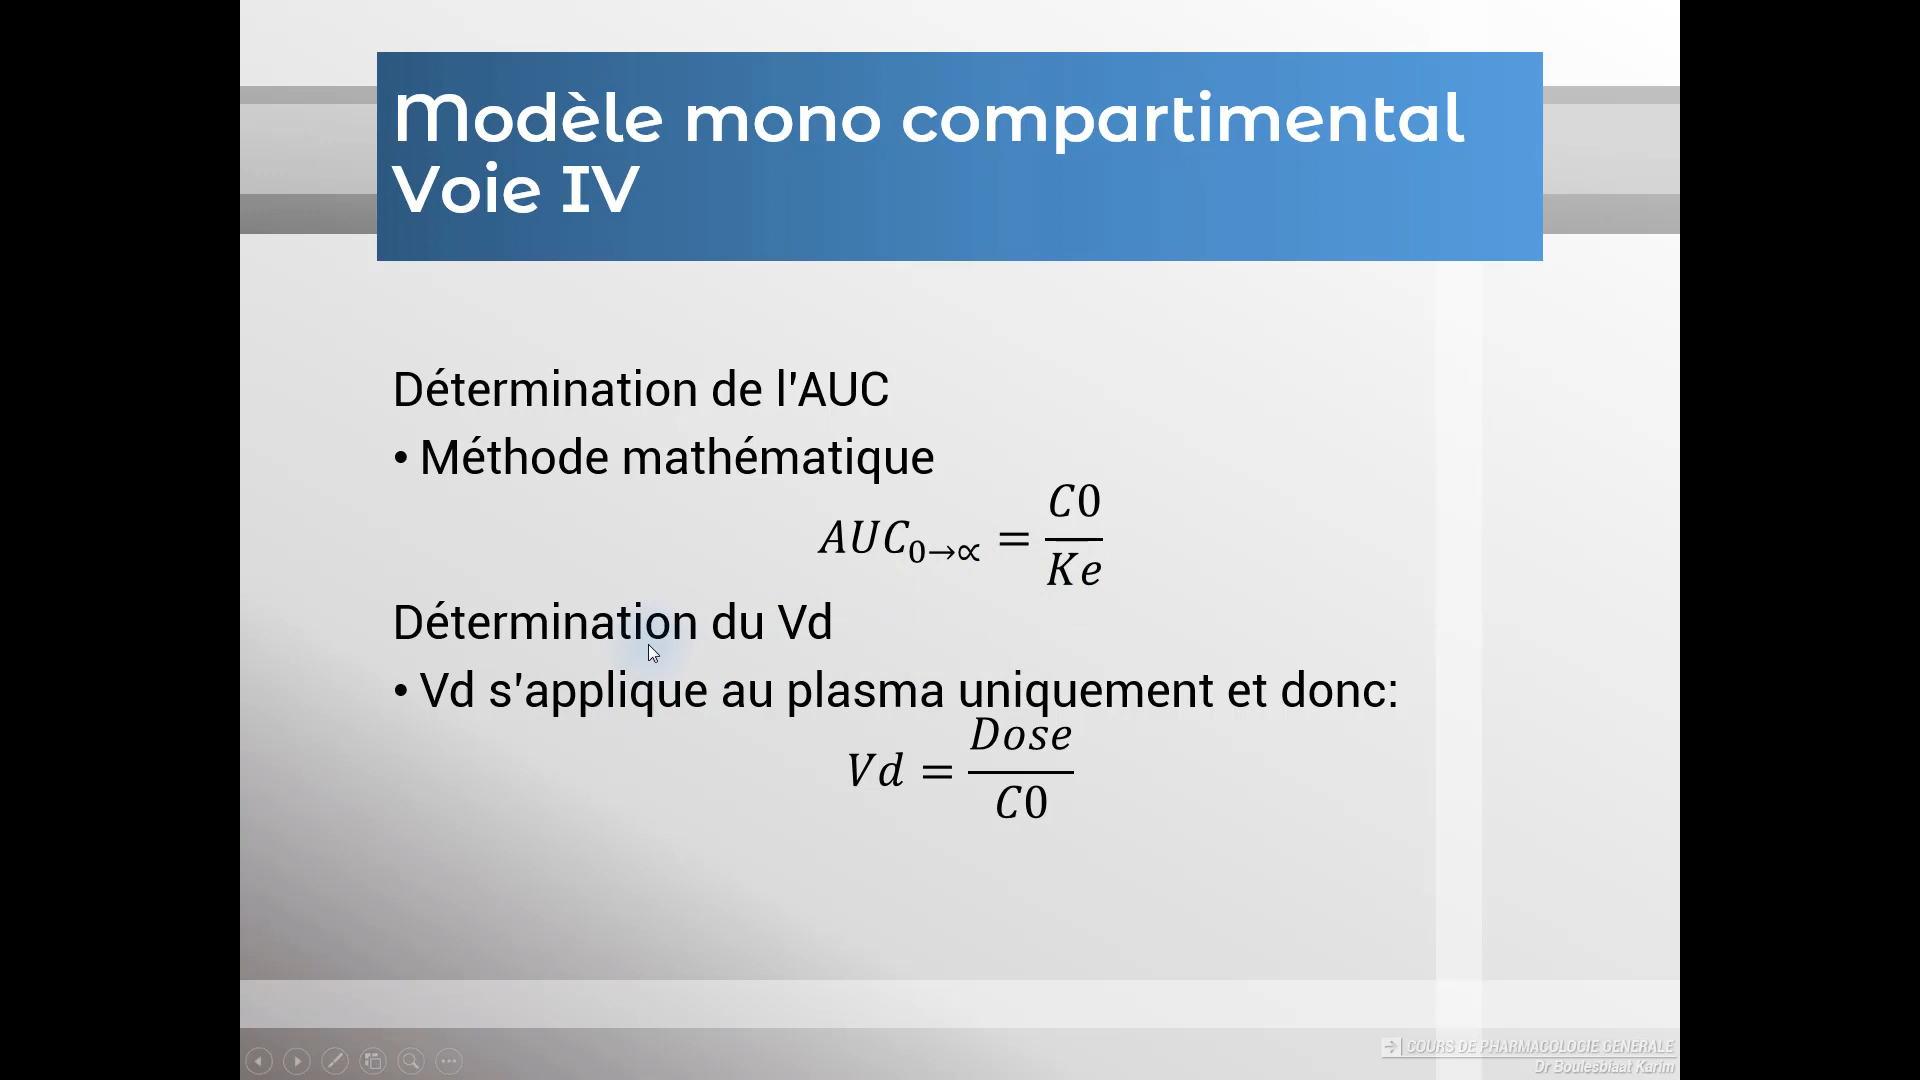 Modèle mono compartimental
Voie IV
Détermination de l'AUC
• Méthode mathématique
AUC₀→∝ = C0/Ke
Détermination du Vd
• Vd s'applique au plasma uniquement et donc:
Vd = Dose/C0
COURS DE PHARMACOLOGIE GENERALE
Dr Boulesblaat Karim